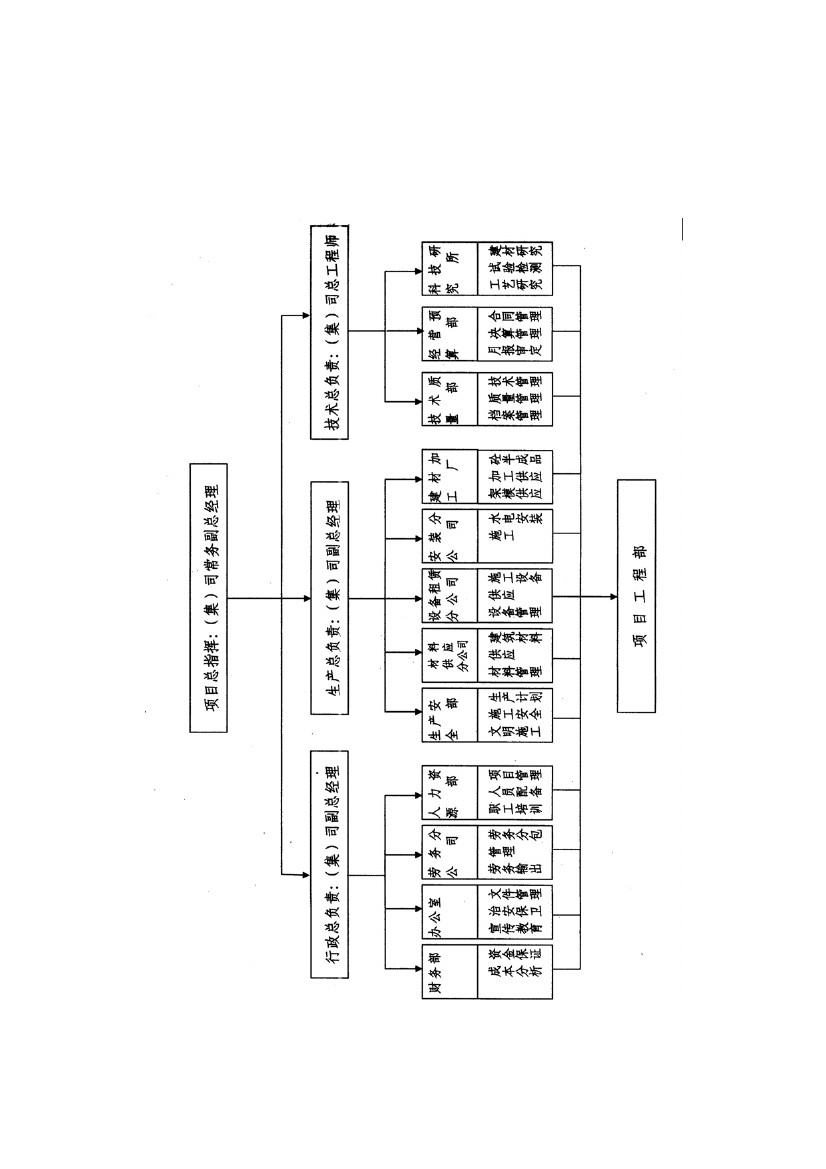 项目总指挥：（集）司常务副总经理
行政总负责：（集）司副总经理
生产总负责：（集）司副总经理
技术总负责：（集）司总工程师
财务部
资金保证
成本分析
办公室
文件管理
治安保卫
宣传教育
劳务分
公司
劳务分包
管理
劳务输出
人力资
源部
项目管理
人员配备
职工培训
生产安
全部
生产计划
施工安全
文明施工
材料
供应
分公司
建筑材料
供应
材料管理
设备租赁
分公司
施工设备
供应
设备管理
安装分
公司
水电安装
施工
建材加
工厂
砼半成品
加工供应
架模供应
技术质
量部
技术管理
质量管理
档案管理
经营预
算部
合同管理
决算管理
月报审定
科技研
究所
建材研究
试验检测
工艺研究
项目工程部